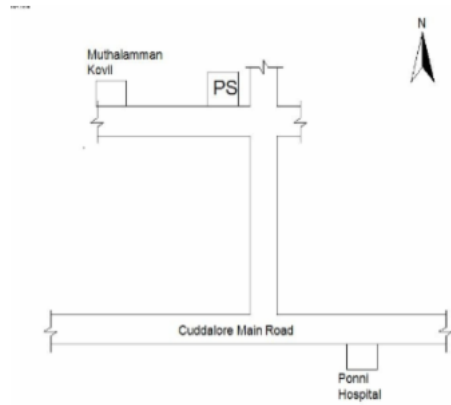 N
Muthalamman
Kovil
PS
Cuddalore Main Road
Ponni
Hospital